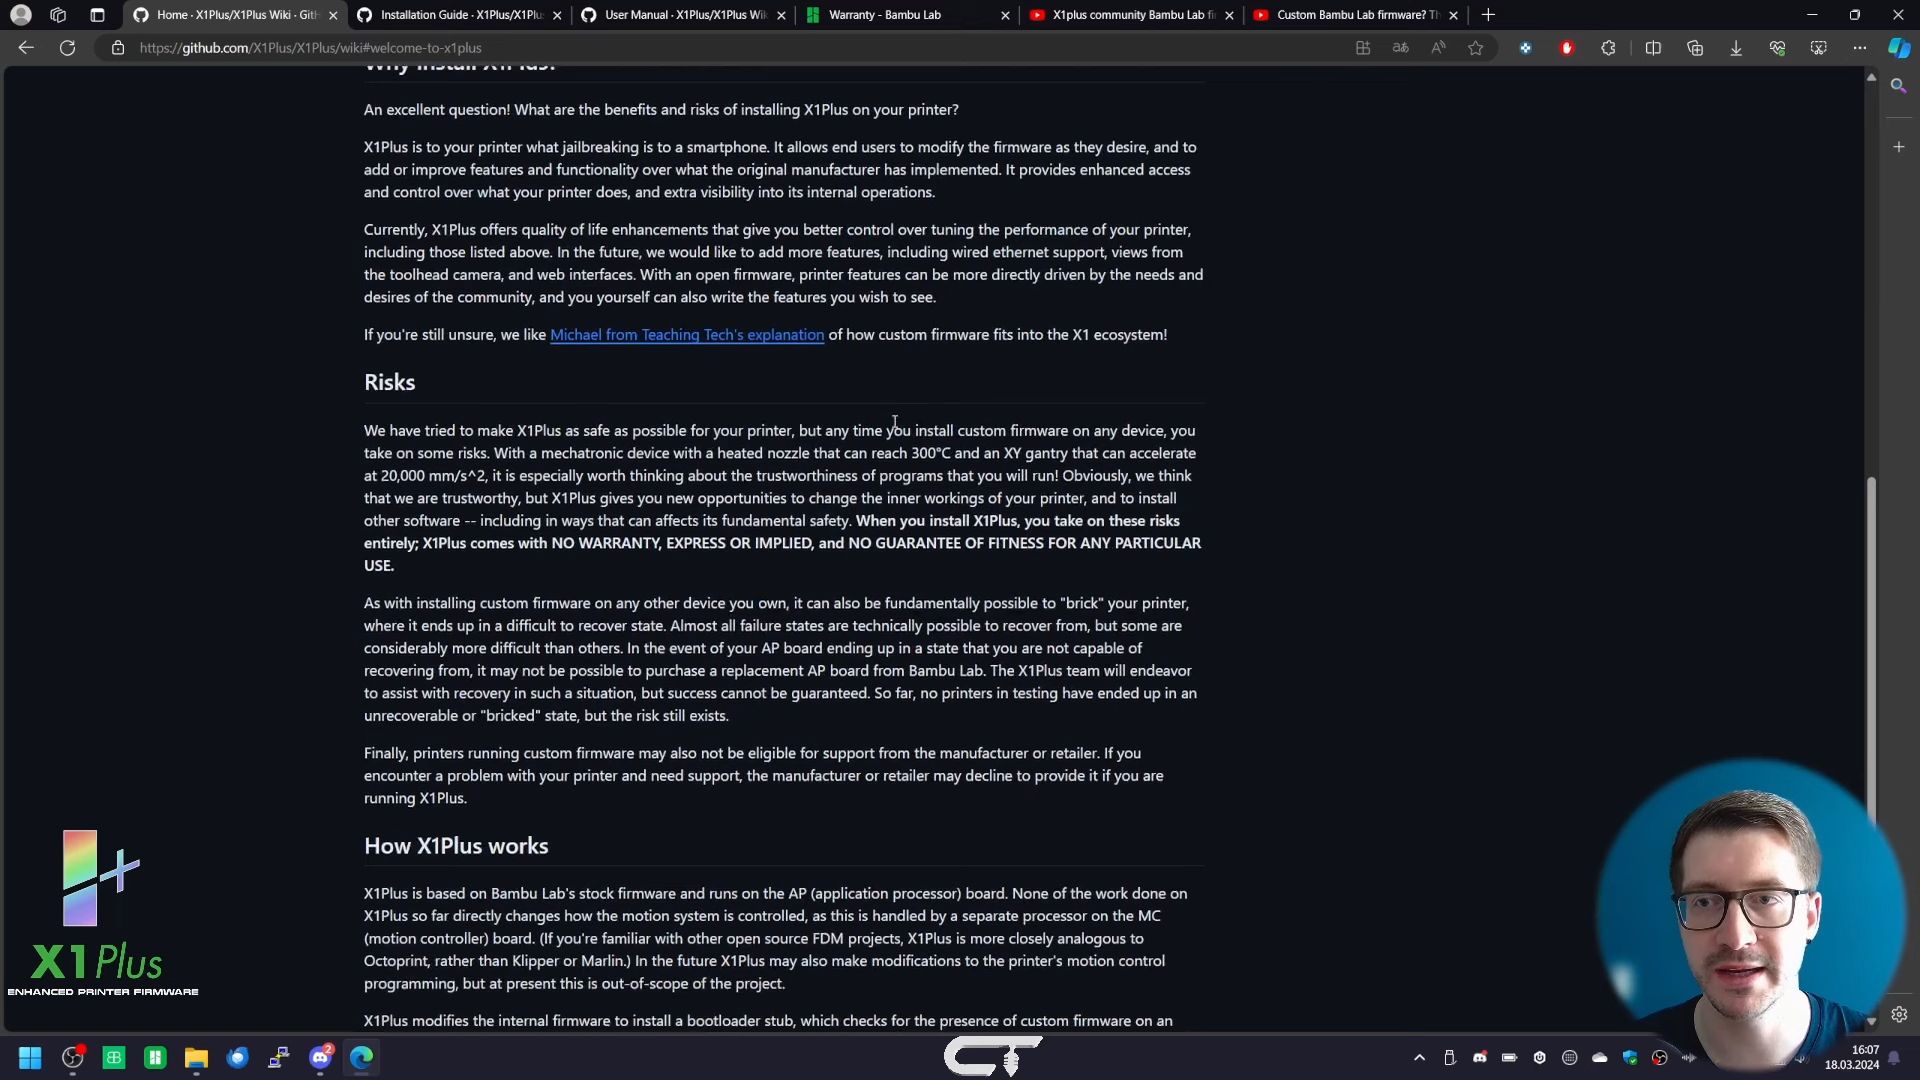 Home · X1Plus/X1Plus Wiki · GitH
Installation Guide · X1Plus/X1Plus
User Manual · X1Plus/X1Plus Wik
Warranty - Bambu Lab
X1plus community Bambu Lab fi
Custom Bambu Lab firmware? Th
https://github.com/X1Plus/X1Plus/wiki#welcome-to-x1plus
Why install X1Plus?
An excellent question! What are the benefits and risks of installing X1Plus on your printer?
X1Plus is to your printer what jailbreaking is to a smartphone. It allows end users to modify the firmware as they desire, and to
add or improve features and functionality over what the original manufacturer has implemented. It provides enhanced access
and control over what your printer does, and extra visibility into its internal operations.
Currently, X1Plus offers quality of life enhancements that give you better control over tuning the performance of your printer,
including those listed above. In the future, we would like to add more features, including wired ethernet support, views from
the toolhead camera, and web interfaces. With an open firmware, printer features can be more directly driven by the needs and
desires of the community, and you yourself can also write the features you wish to see.
If you're still unsure, we like Michael from Teaching Tech's explanation of how custom firmware fits into the X1 ecosystem!
Risks
We have tried to make X1Plus as safe as possible for your printer, but any time you install custom firmware on any device, you
take on some risks. With a mechatronic device with a heated nozzle that can reach 300°C and an XY gantry that can accelerate
at 20,000 mm/s^2, it is especially worth thinking about the trustworthiness of programs that you will run! Obviously, we think
that we are trustworthy, but X1Plus gives you new opportunities to change the inner workings of your printer, and to install
other software -- including in ways that can affects its fundamental safety. When you install X1Plus, you take on these risks
entirely; X1Plus comes with NO WARRANTY, EXPRESS OR IMPLIED, and NO GUARANTEE OF FITNESS FOR ANY PARTICULAR
USE.
As with installing custom firmware on any other device you own, it can also be fundamentally possible to "brick" your printer,
where it ends up in a difficult to recover state. Almost all failure states are technically possible to recover from, but some are
considerably more difficult than others. In the event of your AP board ending up in a state that you are not capable of
recovering from, it may not be possible to purchase a replacement AP board from Bambu Lab. The X1Plus team will endeavor
to assist with recovery in such a situation, but success cannot be guaranteed. So far, no printers in testing have ended up in an
unrecoverable or "bricked" state, but the risk still exists.
Finally, printers running custom firmware may also not be eligible for support from the manufacturer or retailer. If you
encounter a problem with your printer and need support, the manufacturer or retailer may decline to provide it if you are
running X1Plus.
How X1Plus works
X1Plus is based on Bambu Lab's stock firmware and runs on the AP (application processor) board. None of the work done on
X1Plus so far directly changes how the motion system is controlled, as this is handled by a separate processor on the MC
(motion controller) board. (If you're familiar with other open source FDM projects, X1Plus is more closely analogous to
Octoprint, rather than Klipper or Marlin.) In the future X1Plus may also make modifications to the printer's motion control
programming, but at present this is out-of-scope of the project.
X1Plus modifies the internal firmware to install a bootloader stub, which checks for the presence of custom firmware on an
X1 Plus
ENHANCED PRINTER FIRMWARE
2
CT
16:07
18.03.2024